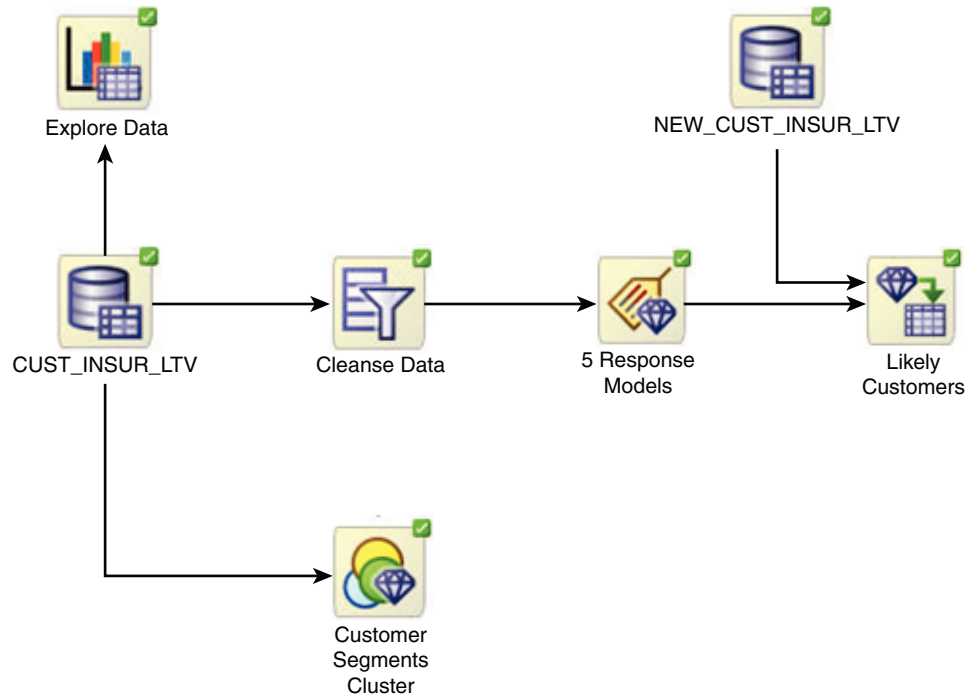 Explore Data
NEW_CUST_INSUR_LTV
CUST_INSUR_LTV
Cleanse Data
5 Response
Models
Likely
Customers
Customer
Segments
Cluster